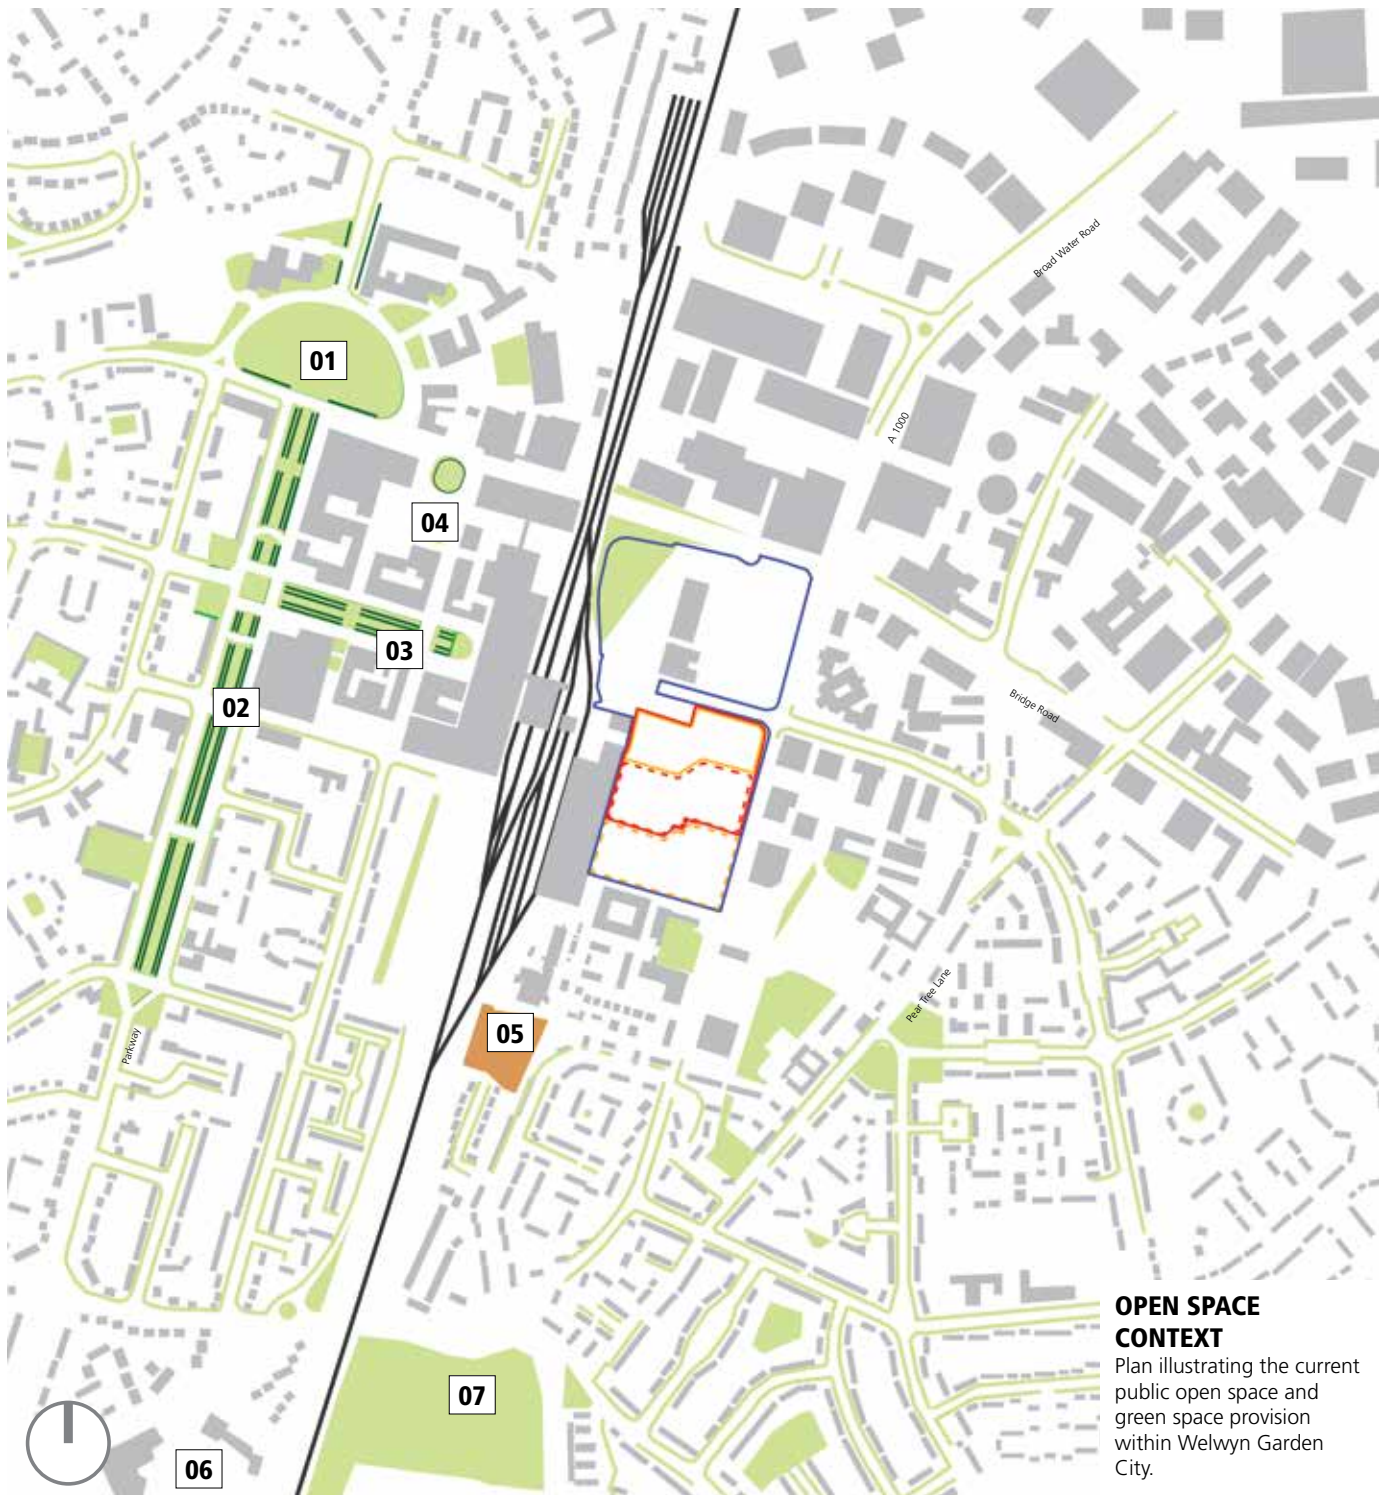 01
Broad Water Road
A 1000
04
03
02
Bridge Road
05
Pear Tree Lane
Parkway
07
06
OPEN SPACE
CONTEXT
Plan illustrating the current
public open space and
green space provision
within Welwyn Garden
City.